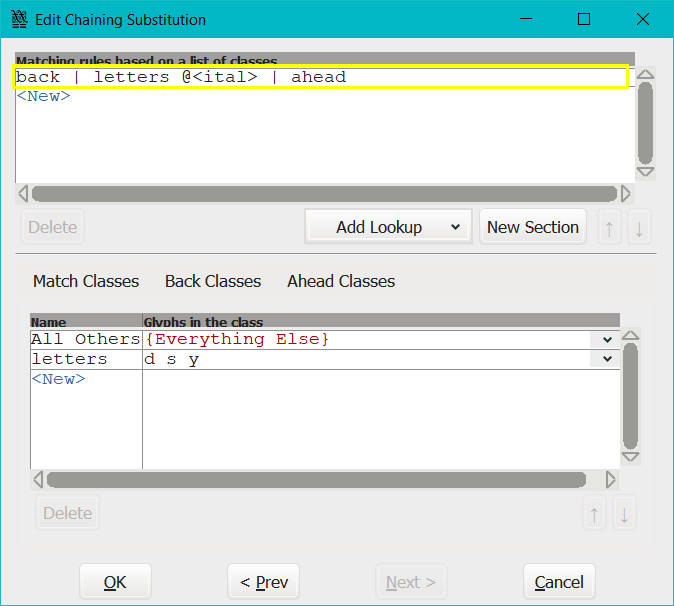 Edit Chaining Substitution
Matching rules based on a list of classes
back | letters @<ital> | ahead
<New>
Delete
Add Lookup
New Section
↑
↓
Match Classes
Back Classes
Ahead Classes
Name
Glyphs in the class
All Others
{Everything Else}
letters
d s y
<New>
Delete
↑
↓
OK
< Prev
Next >
Cancel